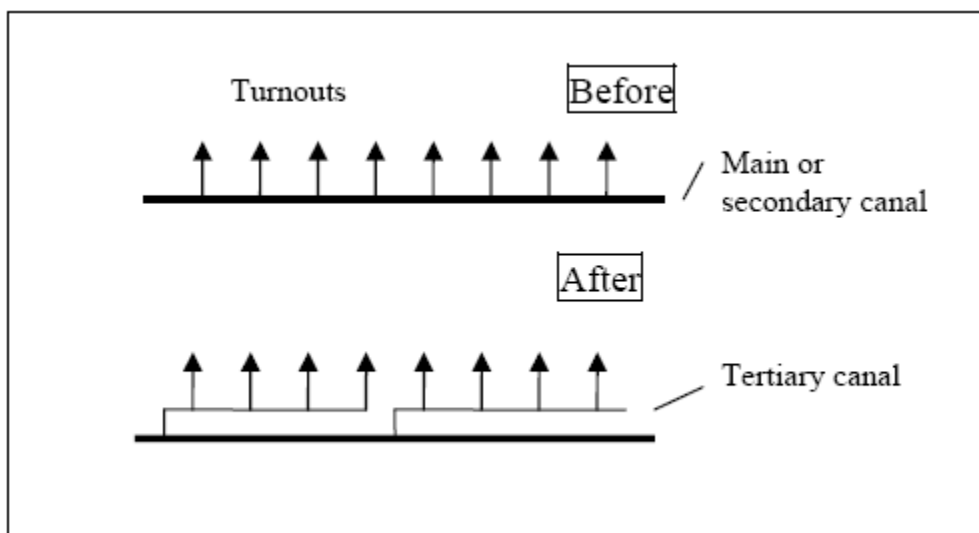 Turnouts
Before
Main or
secondary canal
After
Tertiary canal